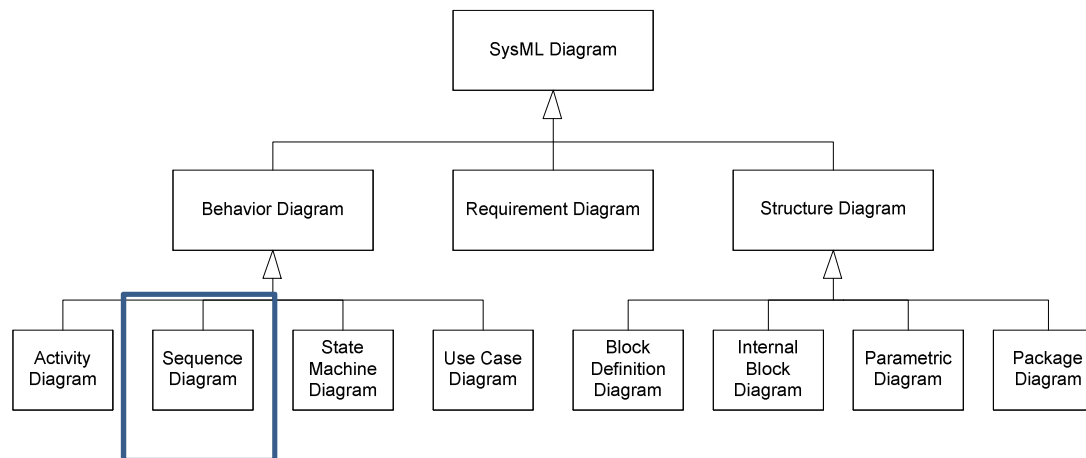 SysML Diagram
Behavior Diagram
Requirement Diagram
Structure Diagram
Activity
Diagram
Sequence
Diagram
State
Machine
Diagram
Use Case
Diagram
Block
Definition
Diagram
Internal
Block
Diagram
Parametric
Diagram
Package
Diagram